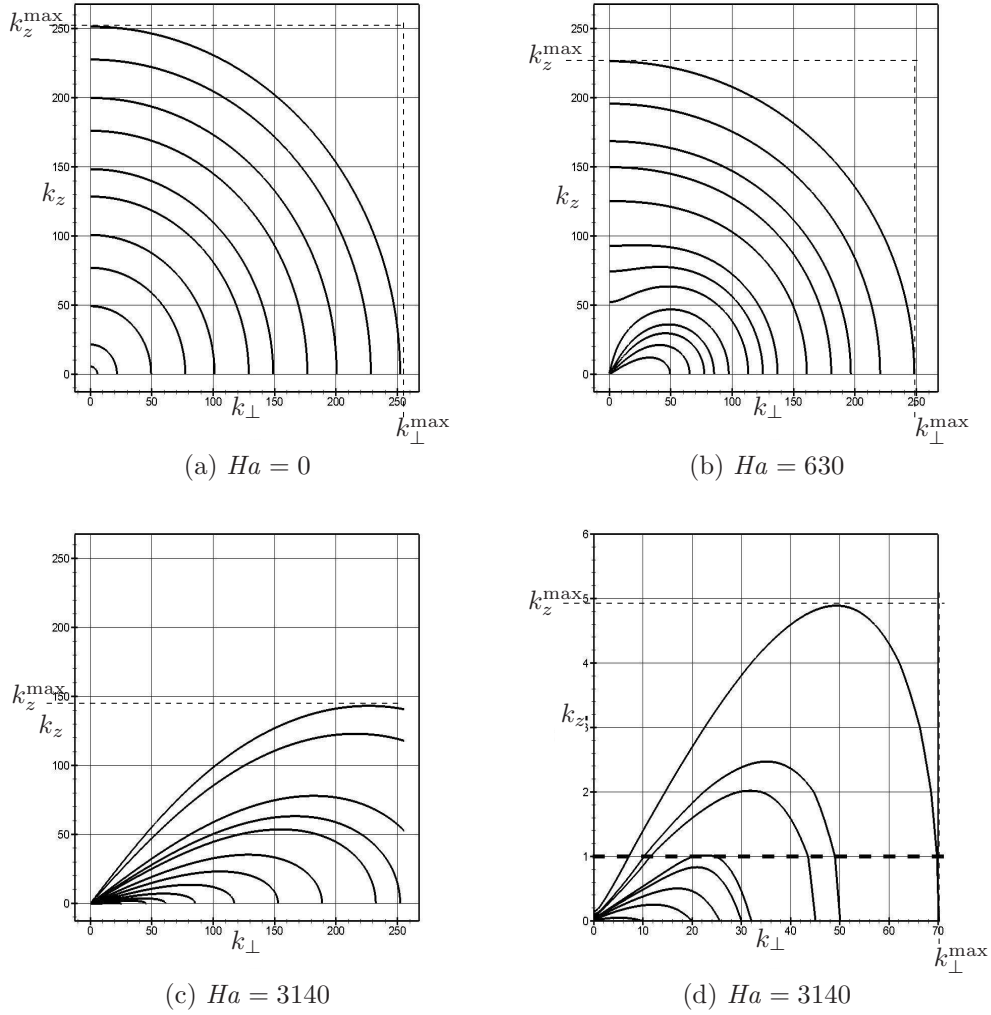 k_z^max
250
200
150
k_z
100
50
0
0 50 100 150 200 250
k_⊥
k_⊥^max
(a) Ha = 0
k_z^max
250
200
150
k_z
100
50
0
0 50 100 150 200 250
k_⊥
k_⊥^max
(b) Ha = 630
250
200
k_z^max
150
k_z
100
50
0
0 50 100 150 200 250
k_⊥
(c) Ha = 3140
6
k_z^max
5
4
k_z
3
2
1
0
0 10 20 30 40 50 60 70
k_⊥
k_⊥^max
(d) Ha = 3140